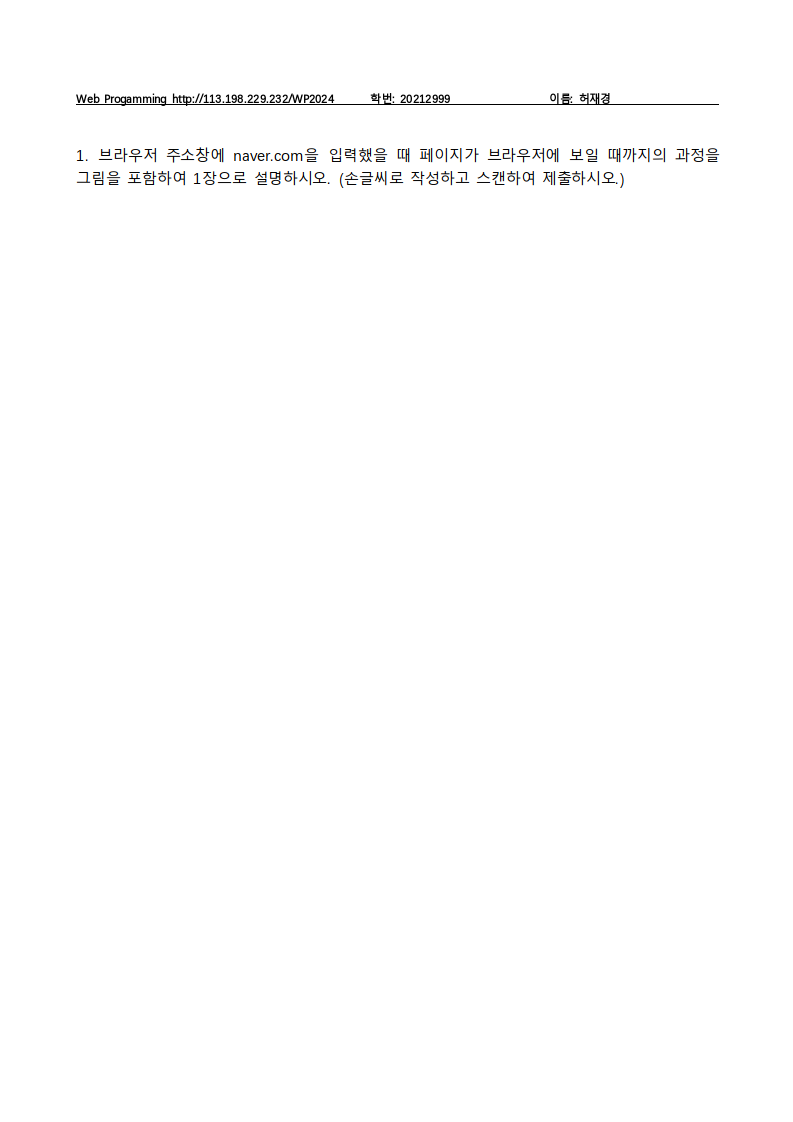 Web Progamming http://113.198.229.232/WP2024 학번: 20212999 이름: 허재경
1. 브라우저 주소창에 naver.com을 입력했을 때 페이지가 브라우저에 보일 때까지의 과정을
그림을 포함하여 1장으로 설명하시오. (손글씨로 작성하고 스캔하여 제출하시오.)